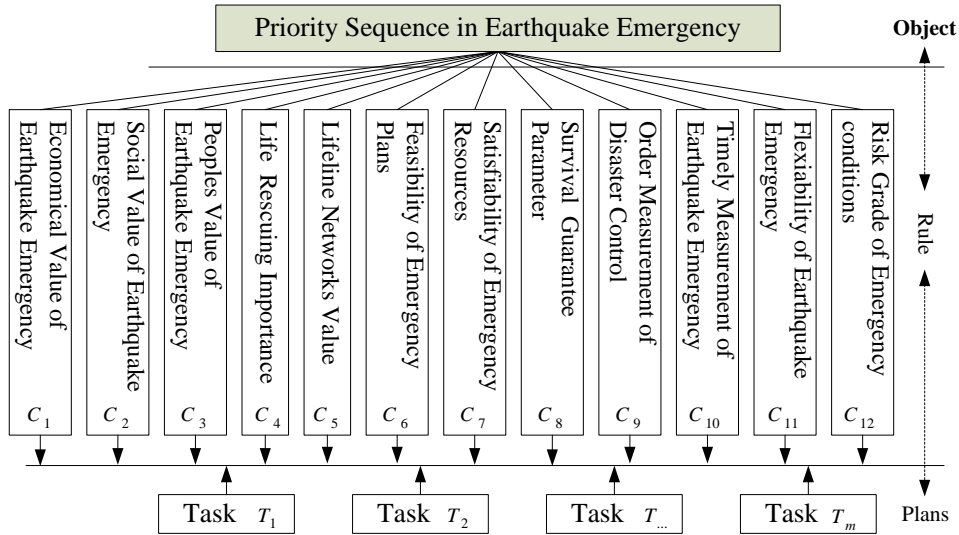 Priority Sequence in Earthquake Emergency
Object
Economical Value of
Earthquake Emergency
C1
Social Value of Earthquake
Emergency
C2
Peoples Value of
Earthquake Emergency
C3
Life Rescuing Importance
C4
Lifeline Networks Value
C5
Feasibility of Emergency
Plans
C6
Satisfiability of Emergency
Resources
C7
Survival Guarantee
Parameter
C8
Order Measurement of
Disaster Control
C9
Timely Measurement of
Earthquake Emergency
C10
Flexiability of Earthquake
Emergency
C11
Risk Grade of Emergency
conditions
C12
Rule
Task T1
Task T2
Task T...
Task Tm
Plans